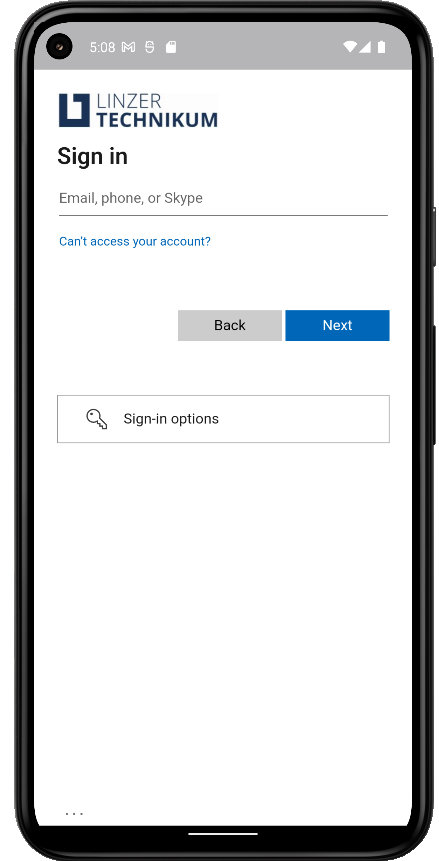 5:08
LINZER
TECHNIKUM
Sign in
Email, phone, or Skype
Can't access your account?
Back
Next
Sign-in options
...